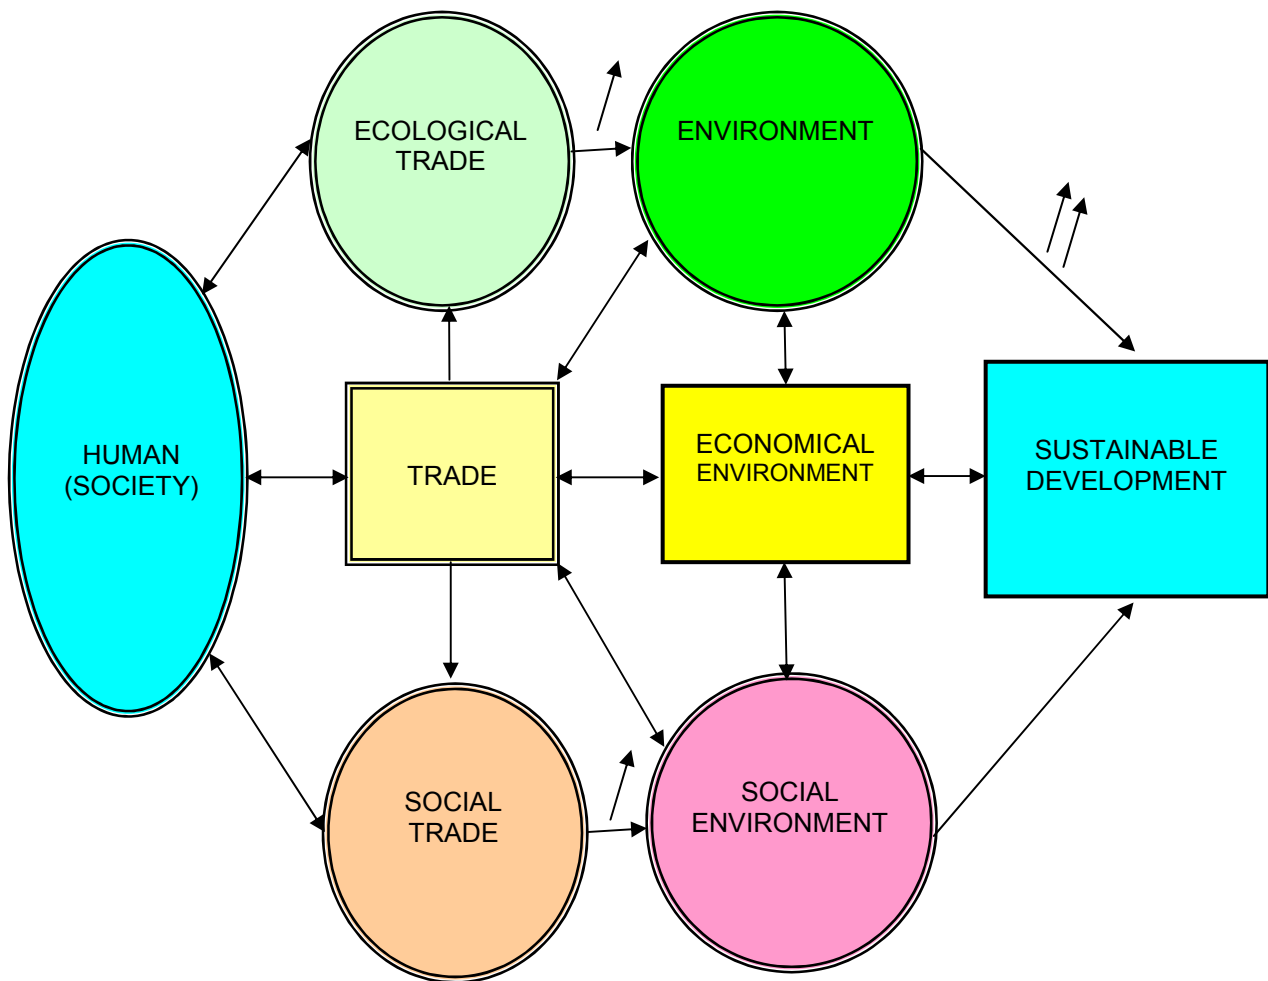 ECOLOGICAL
TRADE
ENVIRONMENT
HUMAN
(SOCIETY)
TRADE
ECONOMICAL
ENVIRONMENT
SUSTAINABLE
DEVELOPMENT
SOCIAL
TRADE
SOCIAL
ENVIRONMENT